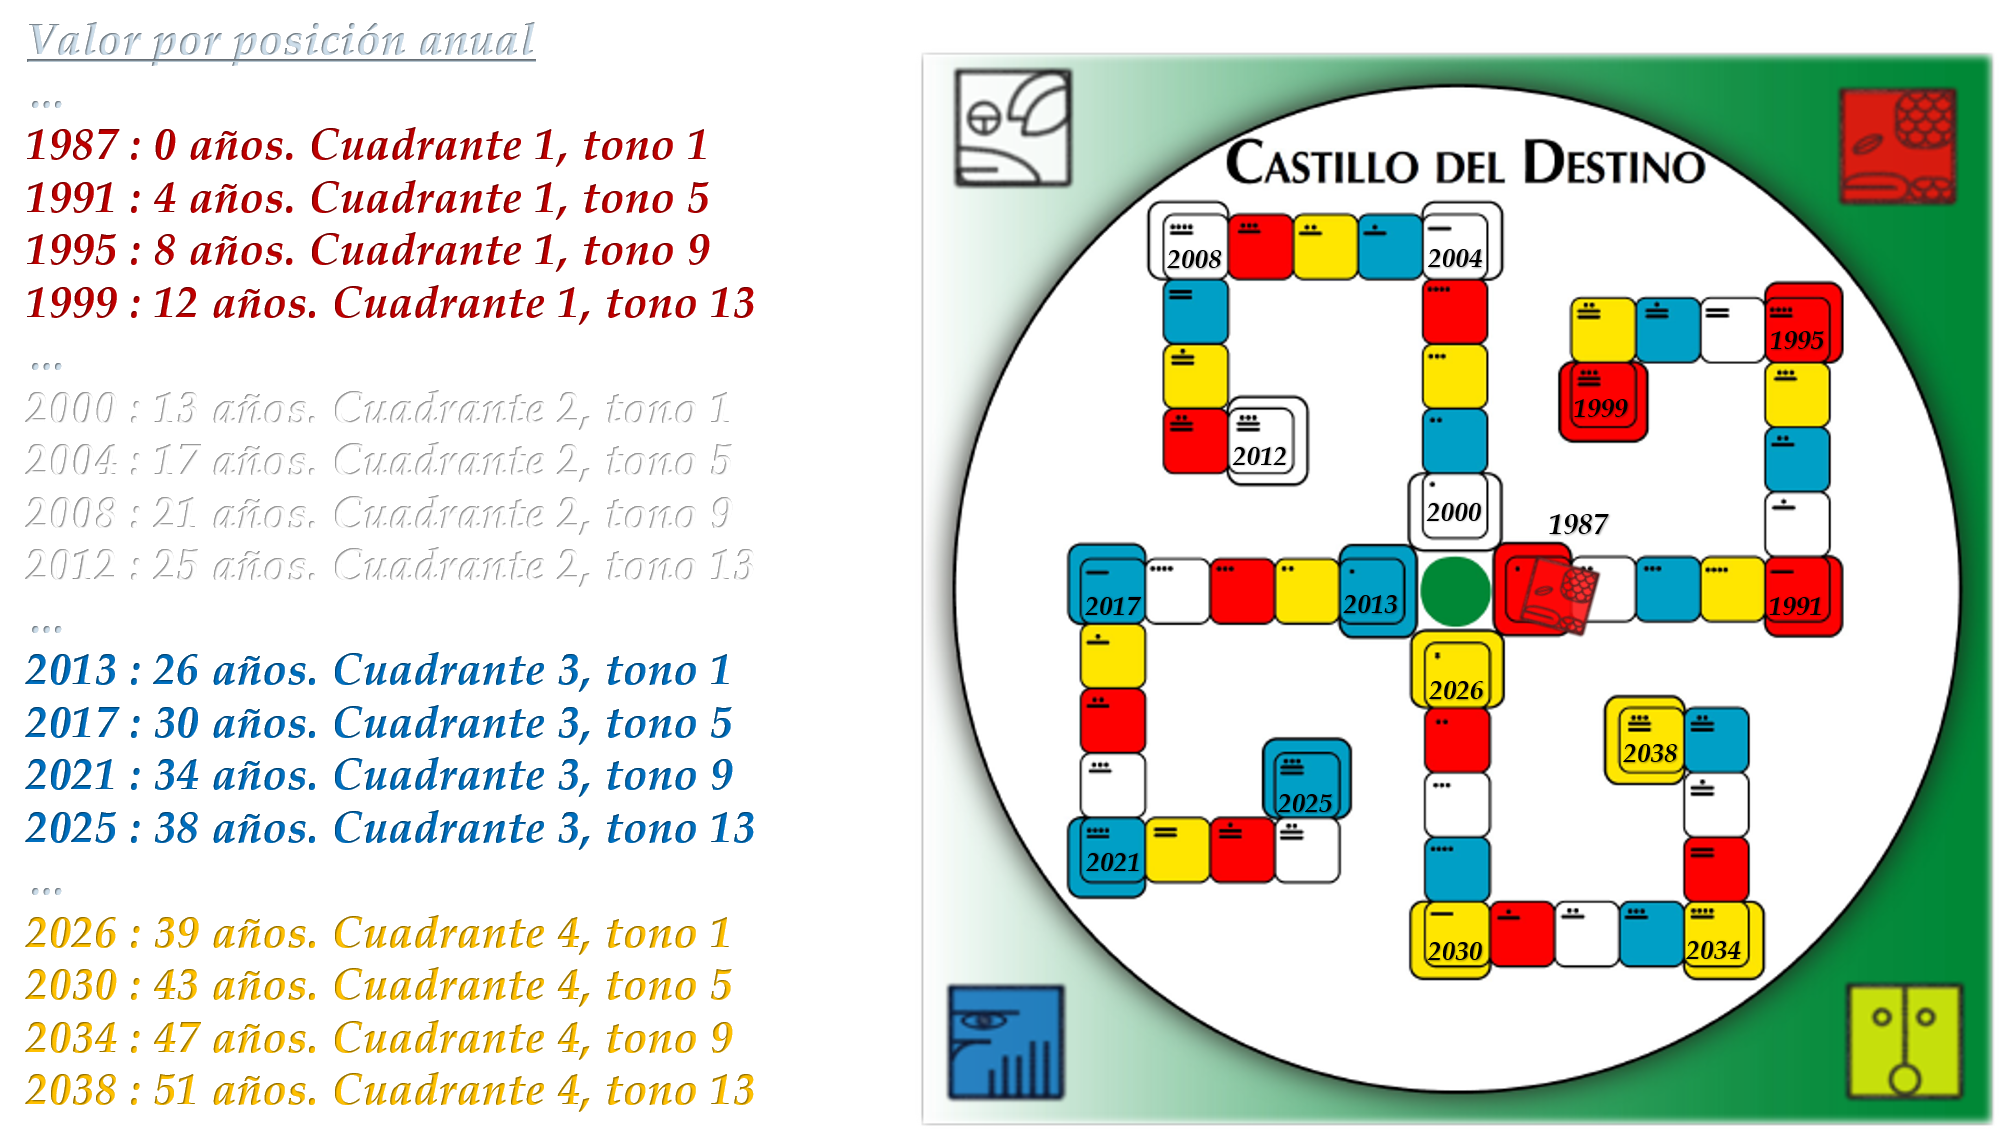 Valor por posición anual
...
1987 : 0 años. Cuadrante 1, tono 1
1991 : 4 años. Cuadrante 1, tono 5
1995 : 8 años. Cuadrante 1, tono 9
1999 : 12 años. Cuadrante 1, tono 13
...
2000 : 13 años. Cuadrante 2, tono 1
2004 : 17 años. Cuadrante 2, tono 5
2008 : 21 años. Cuadrante 2, tono 9
2012 : 25 años. Cuadrante 2, tono 13
...
2013 : 26 años. Cuadrante 3, tono 1
2017 : 30 años. Cuadrante 3, tono 5
2021 : 34 años. Cuadrante 3, tono 9
2025 : 38 años. Cuadrante 3, tono 13
...
2026 : 39 años. Cuadrante 4, tono 1
2030 : 43 años. Cuadrante 4, tono 5
2034 : 47 años. Cuadrante 4, tono 9
2038 : 51 años. Cuadrante 4, tono 13
CASTILLO DEL DESTINO
2008
2004
1995
1999
2012
2000
1987
2017
2013
1991
2026
2038
2025
2021
2030
2034